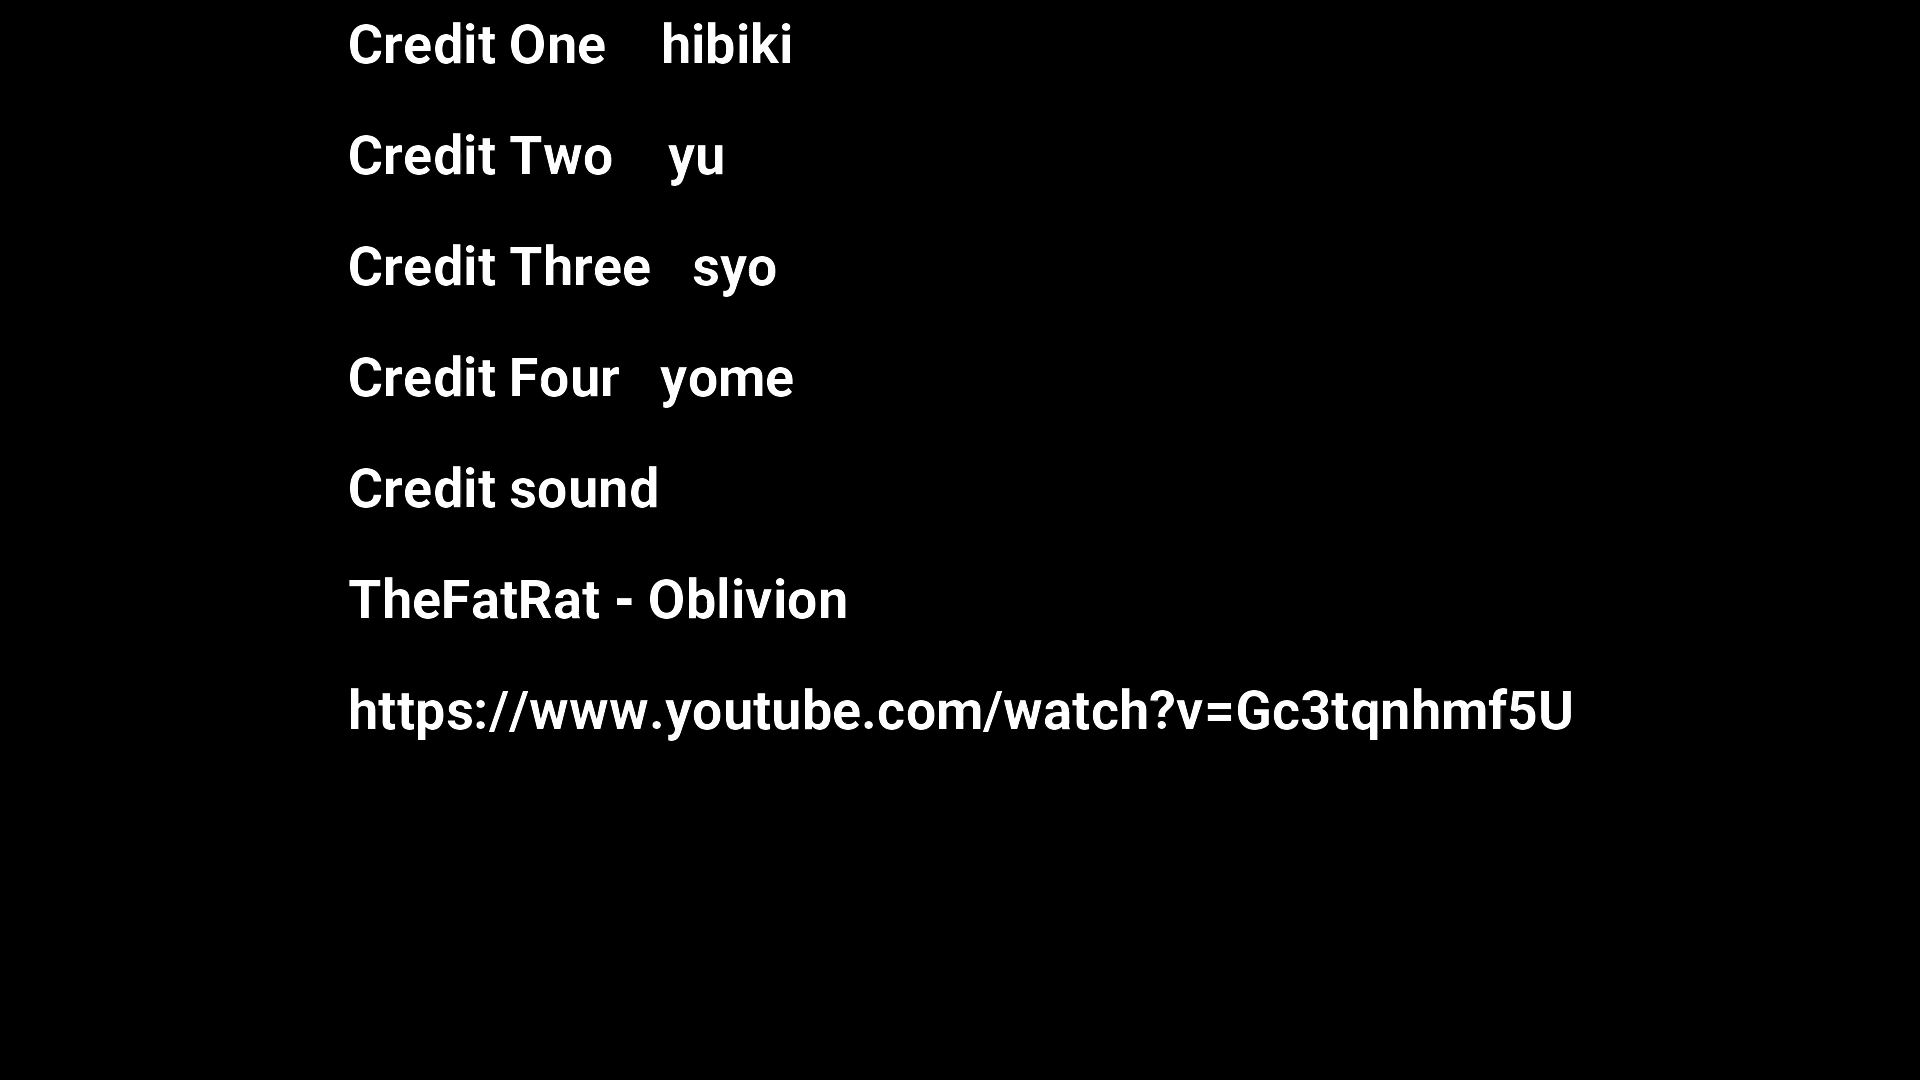 Credit One    hibiki
Credit Two    yu
Credit Three   syo
Credit Four   yome
Credit sound
TheFatRat - Oblivion
https://www.youtube.com/watch?v=Gc3tqnhmf5U